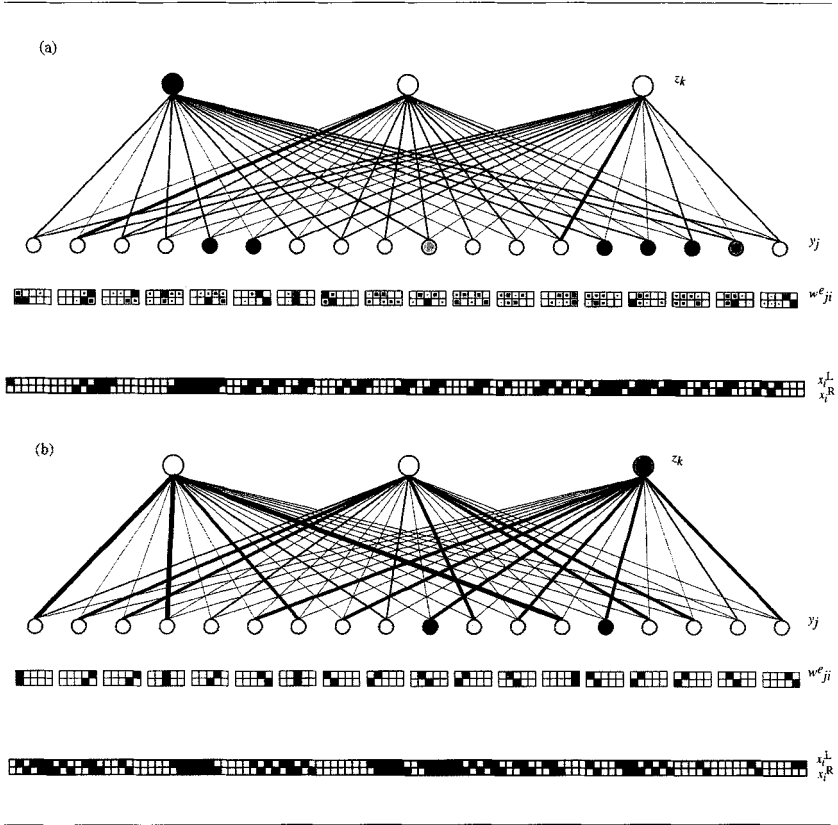 (a)
z_k
y_j
w^e_ji
x_i^L
x_i^R
(b)
z_k
y_j
w^e_ji
x_i^L
x_i^R